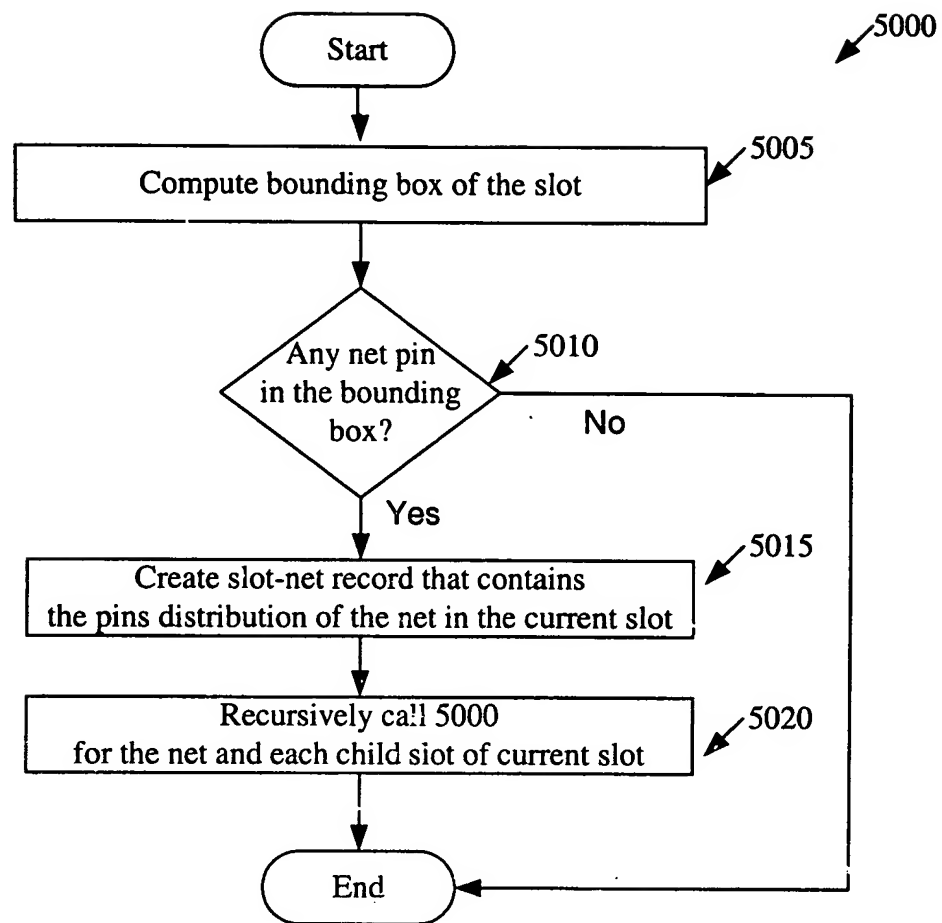 5000
Start
5005
Compute bounding box of the slot
5010
Any net pin
in the bounding
box?
No
Yes
5015
Create slot-net record that contains
the pins distribution of the net in the current slot
5020
Recursively call 5000
for the net and each child slot of current slot
End